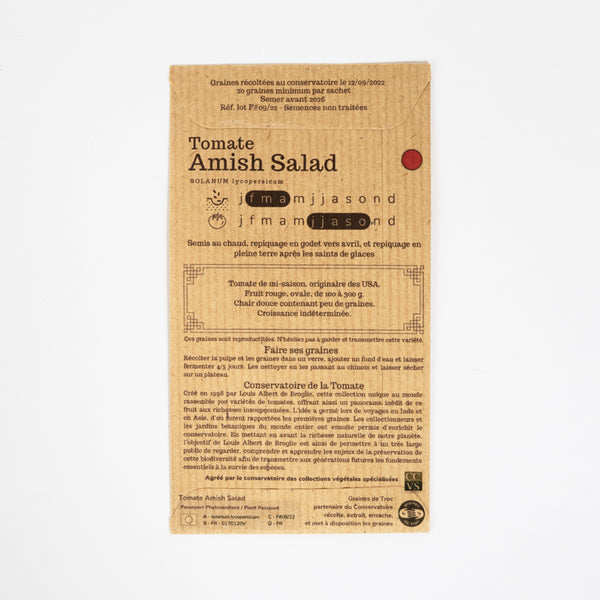 Graines récoltées au conservatoire le 12/09/2022
20 graines minimum par sachet
Semer avant 2026
Réf. lot F#09/22 - Semences non traitées
Tomate
Amish Salad
SOLANUM lycopersicum
j f m a m j j a s o n d
j f m a m j j a s o n d
Semis au chaud, repiquage en godet vers avril, et repiquage en
pleine terre après les saints de glaces
Tomate de mi-saison, originaire des USA.
Fruit rouge, ovale, de 100 à 300 g.
Chair douce contenant peu de graines.
Croissance indéterminée.
Ces graines sont reproductibles. N'hésitez pas à garder et transmettre cette variété.
Faire ses graines
Récolter la pulpe et les graines dans un verre, ajouter un fond d'eau et laisser
fermenter 4/5 jours. Les nettoyer en les passant au chinois et laisser sécher
sur un plateau.
Conservatoire de la Tomate
Créé en 1998 par Louis Albert de Broglie, cette collection unique au monde
rassemble 700 variétés de tomates, offrant ainsi un panorama inédit de ce
fruit aux richesses insoupçonnées. L'idée a germé lors de voyages en Inde et
en Asie, d'où furent rapportées les premières graines. Les collectionneurs et
les jardins botaniques du monde entier ont ensuite permis d'enrichir le
conservatoire. En mettant en avant la richesse naturelle de notre planète,
l'objectif de Louis Albert de Broglie est ainsi de permettre à un très large
public de regarder, comprendre et apprendre les enjeux de la préservation de
cette biodiversité afin de transmettre aux générations futures les fondements
essentiels à la survie des espèces.
Agréé par le conservatoire des collections végétales spécialisées
CC
VS
Tomate Amish Salad
Passeport Phytosanitaire / Plant Passport
A - solanum lycopersicum C - F#09/22
B - FR - 0170120V D - FR
Graines de Troc
partenaire du Conservatoire
récolte, extrait, ensache,
et met à disposition les graines